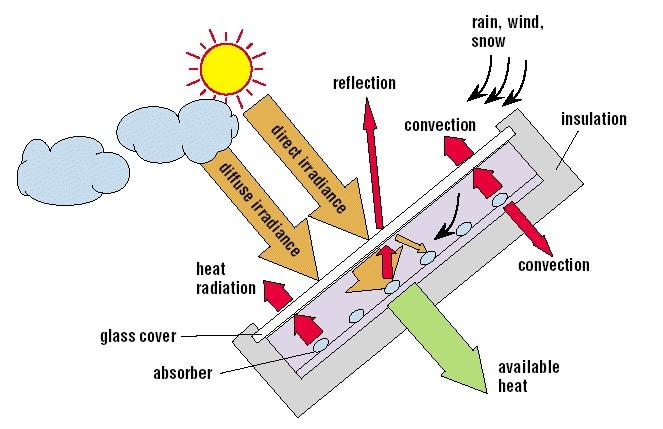 rain, wind,
snow
reflection
convection
insulation
direct irradiance
diffuse irradiance
heat
radiation
convection
glass cover
absorber
available
heat